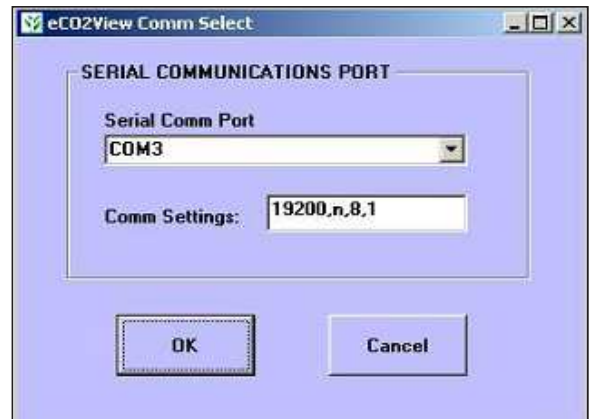 eCO2View Comm Select
SERIAL COMMUNICATIONS PORT
Serial Comm Port
COM3
Comm Settings: 19200,n,8,1
OK Cancel